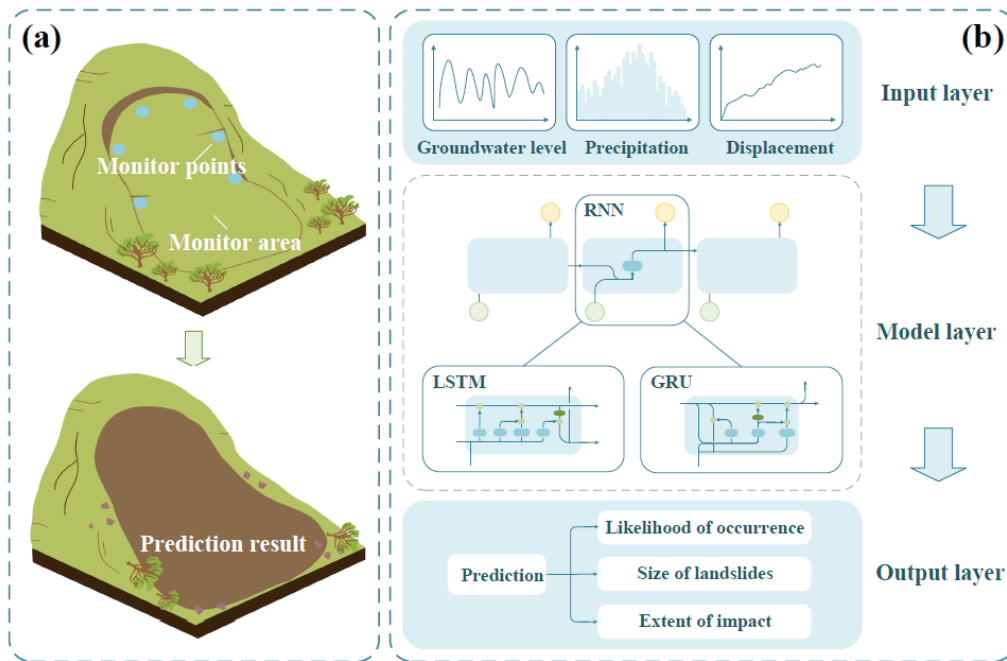 (a)
Monitor points
Monitor area
Prediction result
(b)
Groundwater level
Precipitation
Displacement
Input layer
RNN
LSTM
GRU
Model layer
Prediction
Likelihood of occurrence
Size of landslides
Extent of impact
Output layer